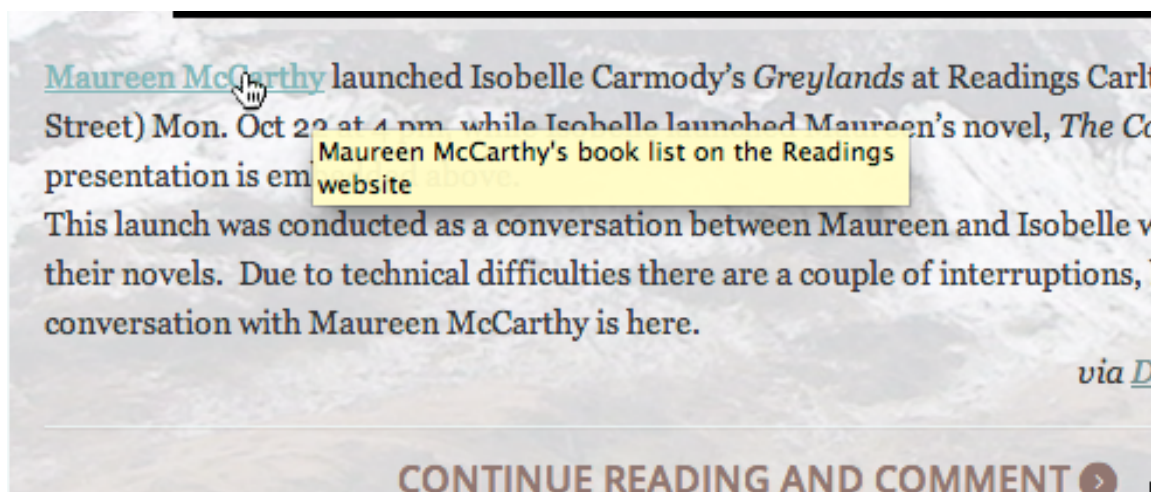 Maureen McCarthy launched Isobelle Carmody’s Greylands at Readings
Street) Mon. Oct 22 at 4 pm, while Isobelle launched Maureen’s novel, The
Maureen McCarthy's book list on the Readings
website
presentation is above.
This launch was conducted as a conversation between Maureen and Isobelle
their novels.  Due to technical difficulties there are a couple of interruptions,
conversation with Maureen McCarthy is here.
via
CONTINUE READING AND COMMENT